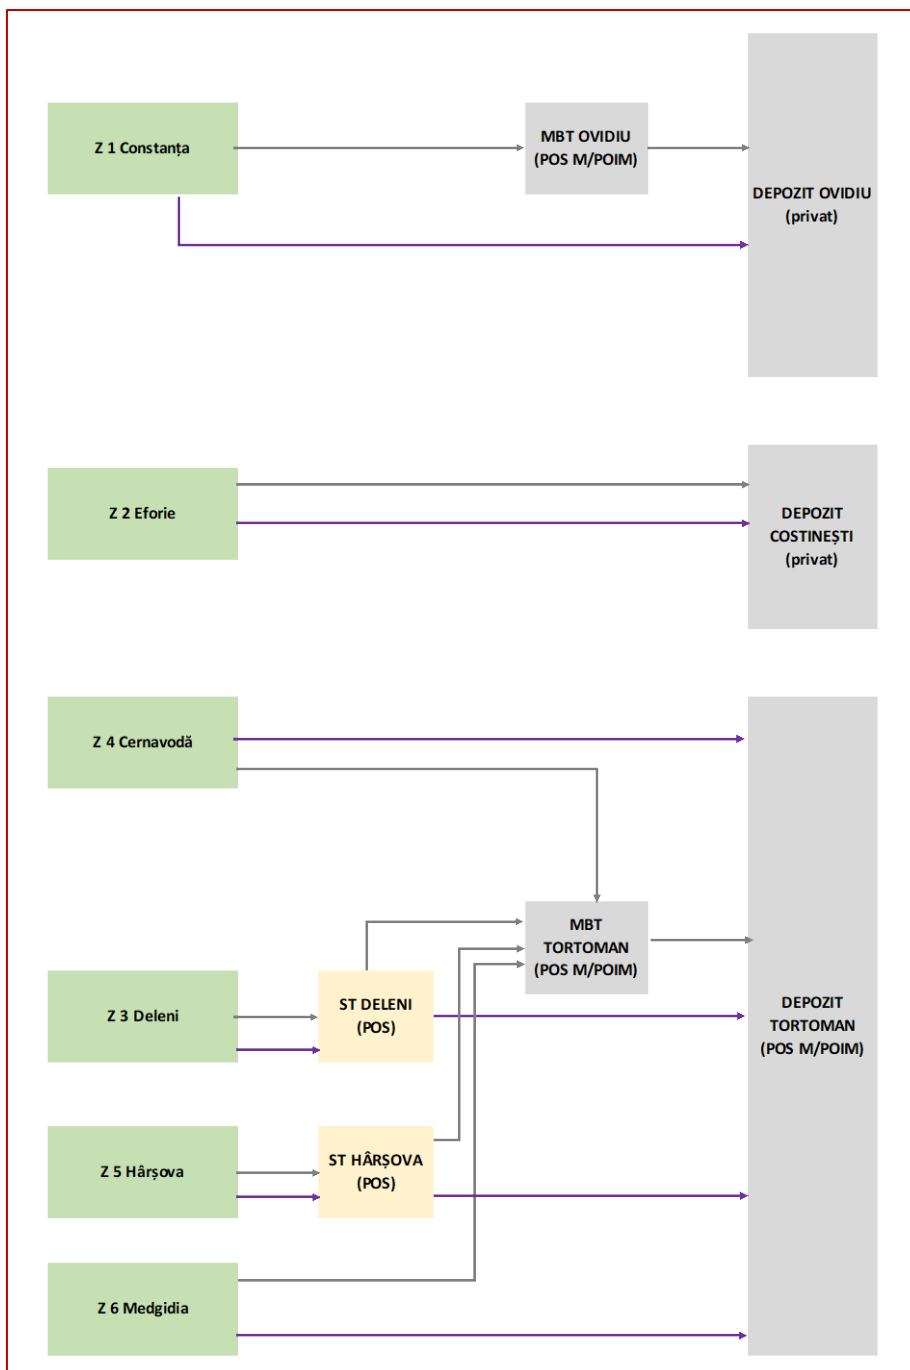 Z 1 Constanța
MBT OVIDIU
(POS M/POIM)
DEPOZIT OVIDIU
(privat)
Z 2 Eforie
DEPOZIT
COSTINEȘTI
(privat)
Z 4 Cernavodă
MBT
TORTOMAN
(POS M/POIM)
Z 3 Deleni
ST DELENI
(POS)
DEPOZIT
TORTOMAN
(POS M/POIM)
Z 5 Hârșova
ST HÂRȘOVA
(POS)
Z 6 Medgidia